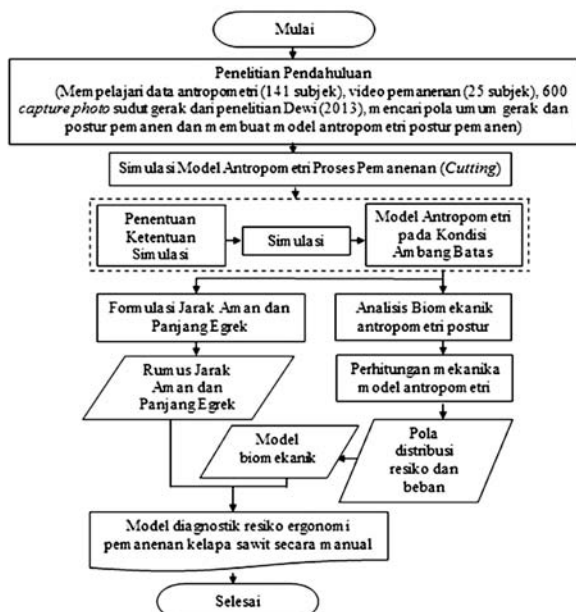 Mulai
Penelitian Pendahuluan
(Mempelajari data antropometri (141 subjek), video pemanenan (25 subjek), 600
capture photo sudut gerak dari penelitian Dewi (2013), mencari pola umum gerak dan
postur pemanen dan membuat model antropometri postur pemanen)
Simulasi Model Antropometri Proses Pemanenan (Cutting)
Penentuan
Ketentuan
Simulasi
Simulasi
Model Antropometri
pada Kondisi
Ambang Batas
Formulasi Jarak Aman dan
Panjang Egrek
Analisis Biomekanik
antropometri postur
Rumus Jarak
Aman dan
Panjang Egrek
Perhitungan mekanika
model antropometri
Model
biomekanik
Pola
distribusi
resiko dan
beban
Model diagnostik resiko ergonomi
pemanenan kelapa sawit secara manual
Selesai